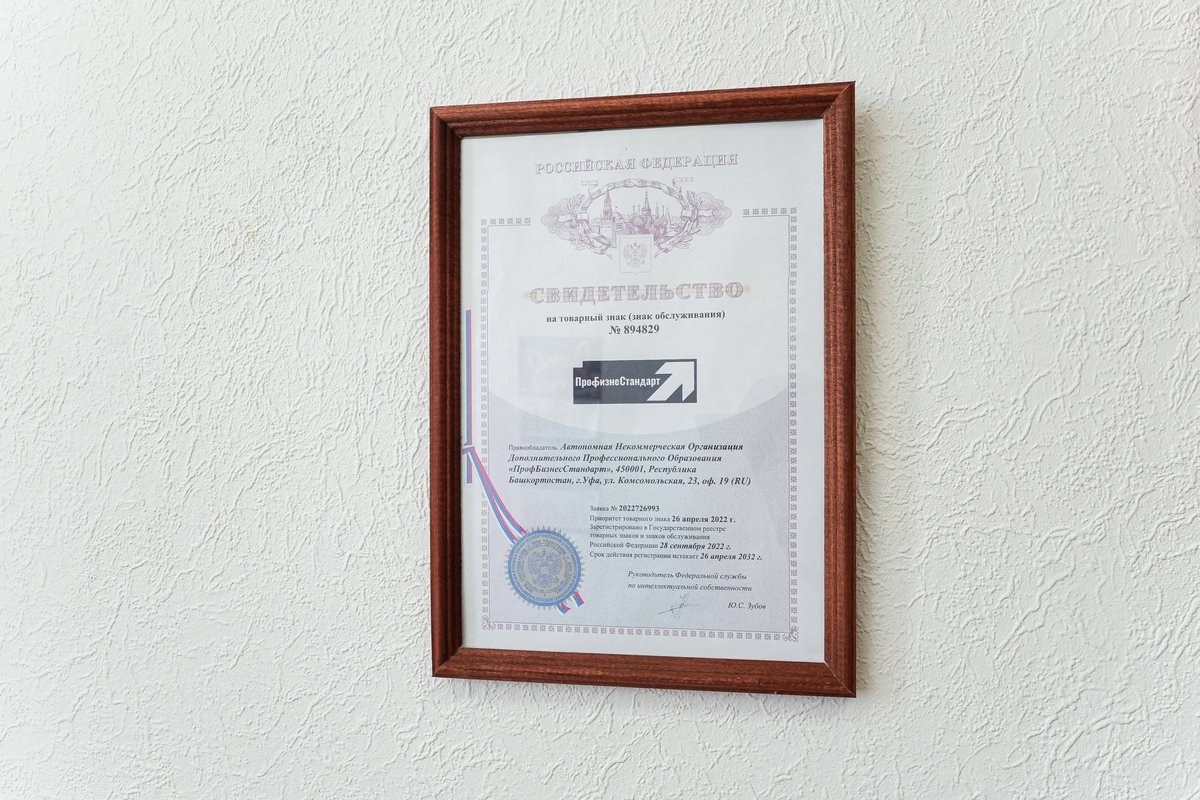 РОССИЙСКАЯ ФЕДЕРАЦИЯ
СВИДЕТЕЛЬСТВО
на товарный знак (знак обслуживания)
№ 894829
ПрофБизнесСтандарт
Правообладатель: Автономная Некоммерческая Организация
Дополнительного Профессионального Образования
«ПрофБизнесСтандарт», 450001, Республика
Башкортостан, г.Уфа, ул. Комсомольская, 23, оф. 19 (RU)
Заявка № 2022726993
Приоритет товарного знака 26 апреля 2022 г.
Зарегистрировано в Государственном реестре
товарных знаков и знаков обслуживания
Российской Федерации 28 сентября 2022 г.
Срок действия регистрации истекает 26 апреля 2032 г.
Руководитель Федеральной службы
по интеллектуальной собственности
Ю.С. Зубов